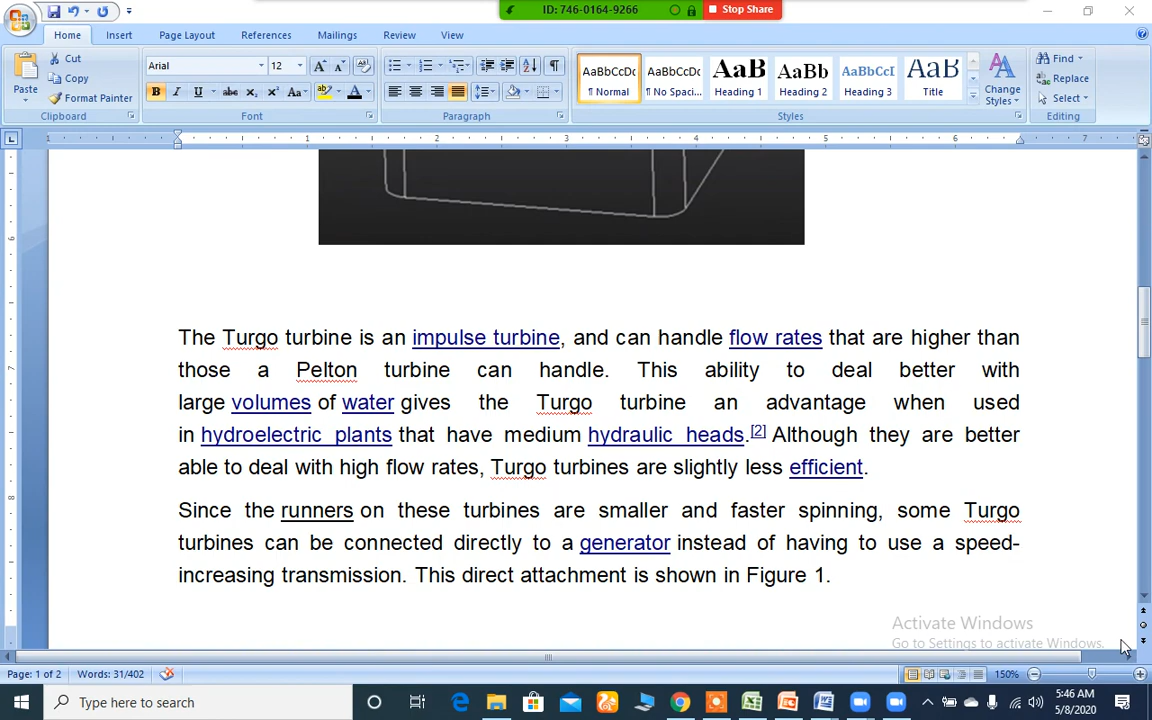 ID: 746-0164-9266 Stop Share
Home Insert Page Layout References Mailings Review View
Paste Cut Copy Format Painter
Arial 12
AaBbCcDc AaBbCcDc AaB AaBb AaBbCcI AaB
¶ Normal ¶ No Spaci... Heading 1 Heading 2 Heading 3 Title
Change Styles
Find Replace Select
Clipboard Font Paragraph Styles Editing
1 1 2 3 4 5 6 7
The Turgo turbine is an impulse turbine, and can handle flow rates that are higher than
those a Pelton turbine can handle. This ability to deal better with
large volumes of water gives the Turgo turbine an advantage when used
in hydroelectric plants that have medium hydraulic heads.[2] Although they are better
able to deal with high flow rates, Turgo turbines are slightly less efficient.
Since the runners on these turbines are smaller and faster spinning, some Turgo
turbines can be connected directly to a generator instead of having to use a speed-
increasing transmission. This direct attachment is shown in Figure 1.
Activate Windows
Go to Settings to activate Windows.
Page: 1 of 2 Words: 31/402 150%
Type here to search
5:46 AM
5/8/2020